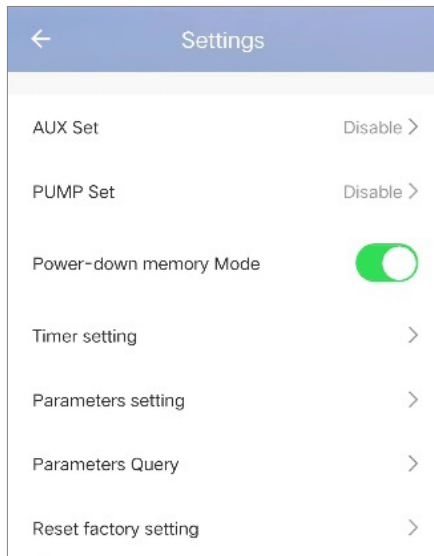 Settings
AUX Set Disable
PUMP Set Disable
Power-down memory Mode
Timer setting
Parameters setting
Parameters Query
Reset factory setting